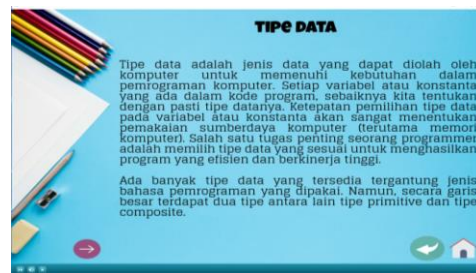 TIPE DATA
Tipe data adalah jenis data yang dapat diolah oleh
komputer untuk memenuhi kebutuhan dalam
pemrograman komputer. Setiap variabel atau konstanta
yang ada dalam kode program, sebaiknya kita tentukan
dengan pasti tipe datanya. Ketepatan pemilihan tipe data
pada variabel atau konstanta akan sangat menentukan
pemakaian sumberdaya komputer (terutama memori
komputer). Salah satu tugas penting seorang programmer
adalah memilih tipe data yang sesuai untuk menghasilkan
program yang efisien dan berkinerja tinggi.
Ada banyak tipe data yang tersedia tergantung jenis
bahasa pemrograman yang dipakai. Namun, secara garis
besar terdapat dua tipe antara lain tipe primitive dan tipe
composite.